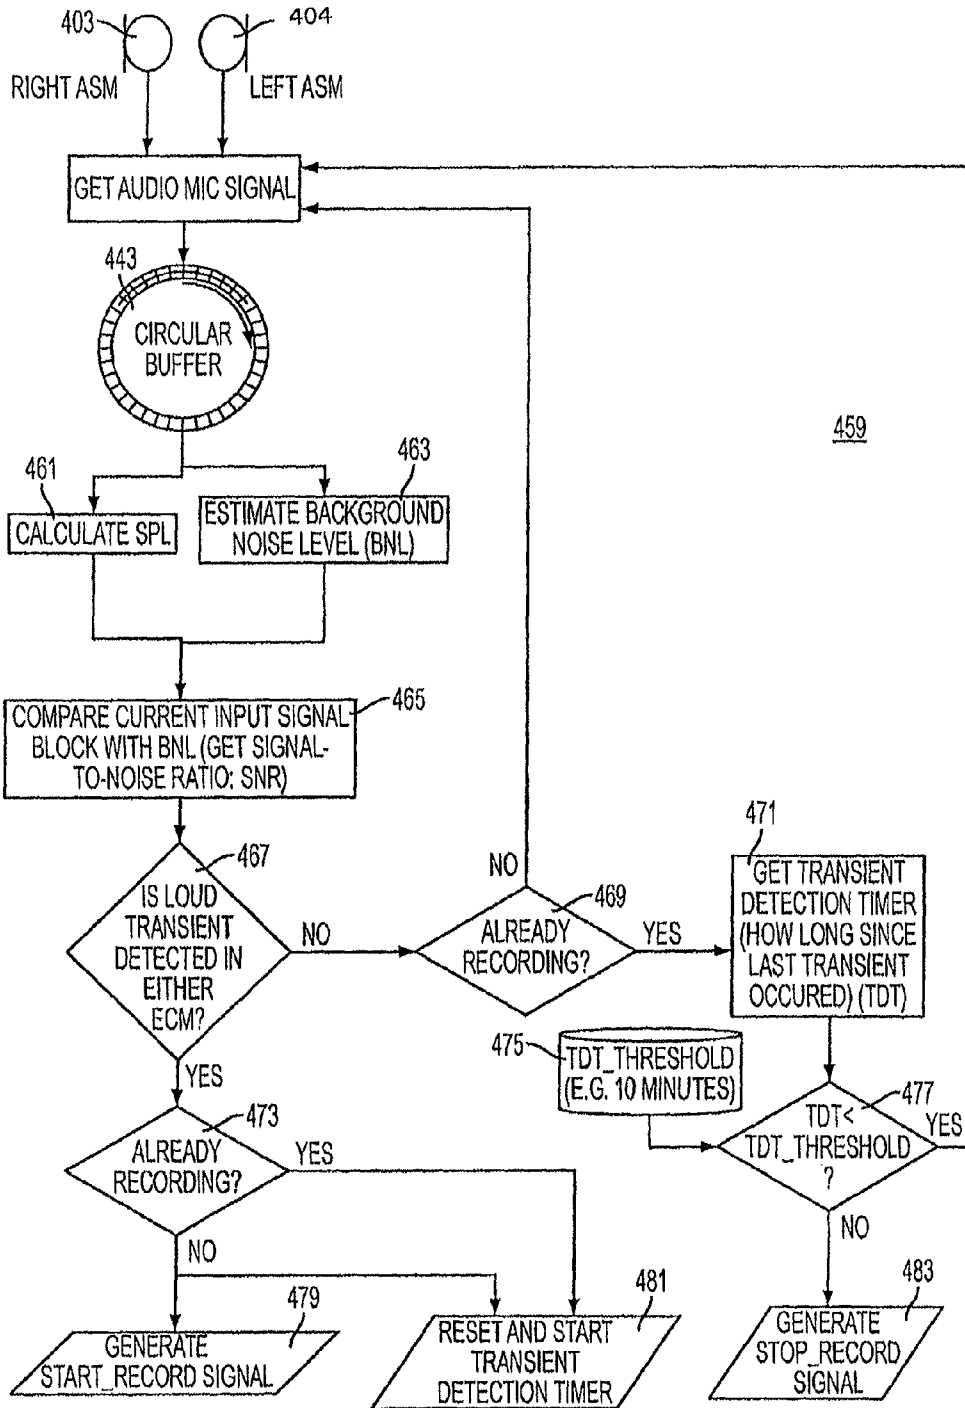 403
404
RIGHT ASM
LEFT ASM
GET AUDIO MIC SIGNAL
443
CIRCULAR
BUFFER
459
461
463
CALCULATE SPL
ESTIMATE BACKGROUND
NOISE LEVEL (BNL)
465
COMPARE CURRENT INPUT SIGNAL
BLOCK WITH BNL (GET SIGNAL-
TO-NOISE RATIO: SNR)
467
IS LOUD
TRANSIENT
DETECTED IN
EITHER
ECM?
NO
YES
NO
469
ALREADY
RECORDING?
YES
471
GET TRANSIENT
DETECTION TIMER
(HOW LONG SINCE
LAST TRANSIENT
OCCURED) (TDT)
475
TDT_THRESHOLD
(E.G. 10 MINUTES)
477
TDT<
TDT_THRESHOLD
?
YES
NO
473
ALREADY
RECORDING?
YES
NO
479
GENERATE
START_RECORD SIGNAL
481
RESET AND START
TRANSIENT
DETECTION TIMER
483
GENERATE
STOP_RECORD
SIGNAL